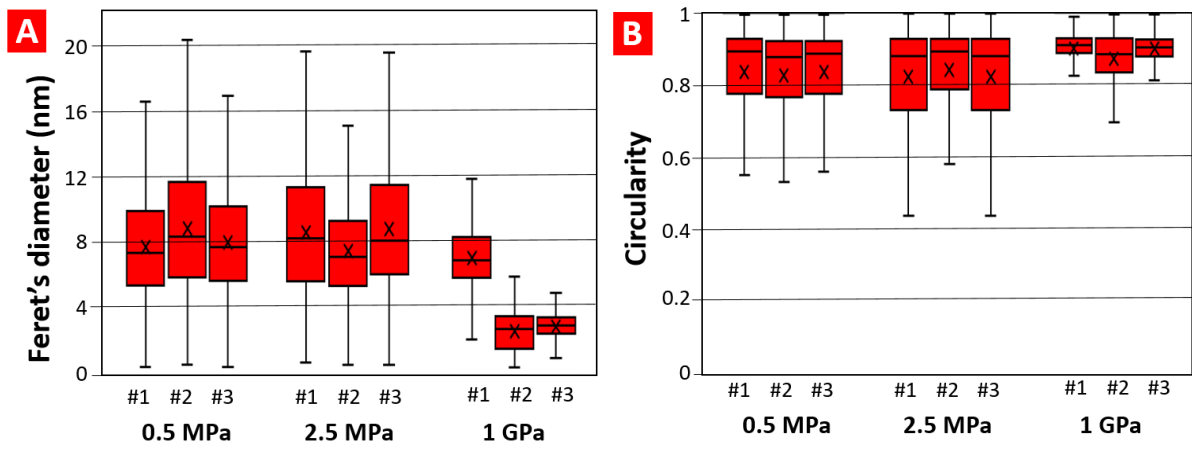 A
Feret's diameter (nm)
20
16
12
8
4
0
#1 #2 #3 #1 #2 #3 #1 #2 #3
0.5 MPa 2.5 MPa 1 GPa
B
Circularity
1
0.8
0.6
0.4
0.2
0
#1 #2 #3 #1 #2 #3 #1 #2 #3
0.5 MPa 2.5 MPa 1 GPa